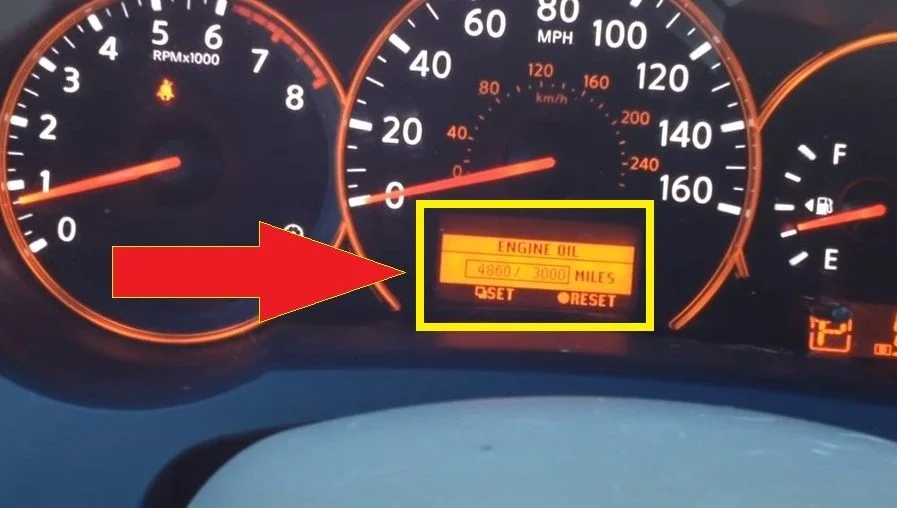 0 1 2 3 4 5 6 7 8
RPMx1000
0 20 40 60 80 100 120 140 160
MPH
0 40 80 120 160 200 240
km/h
F
E
ENGINE OIL
4860/ 3000 MILES
SET RESET